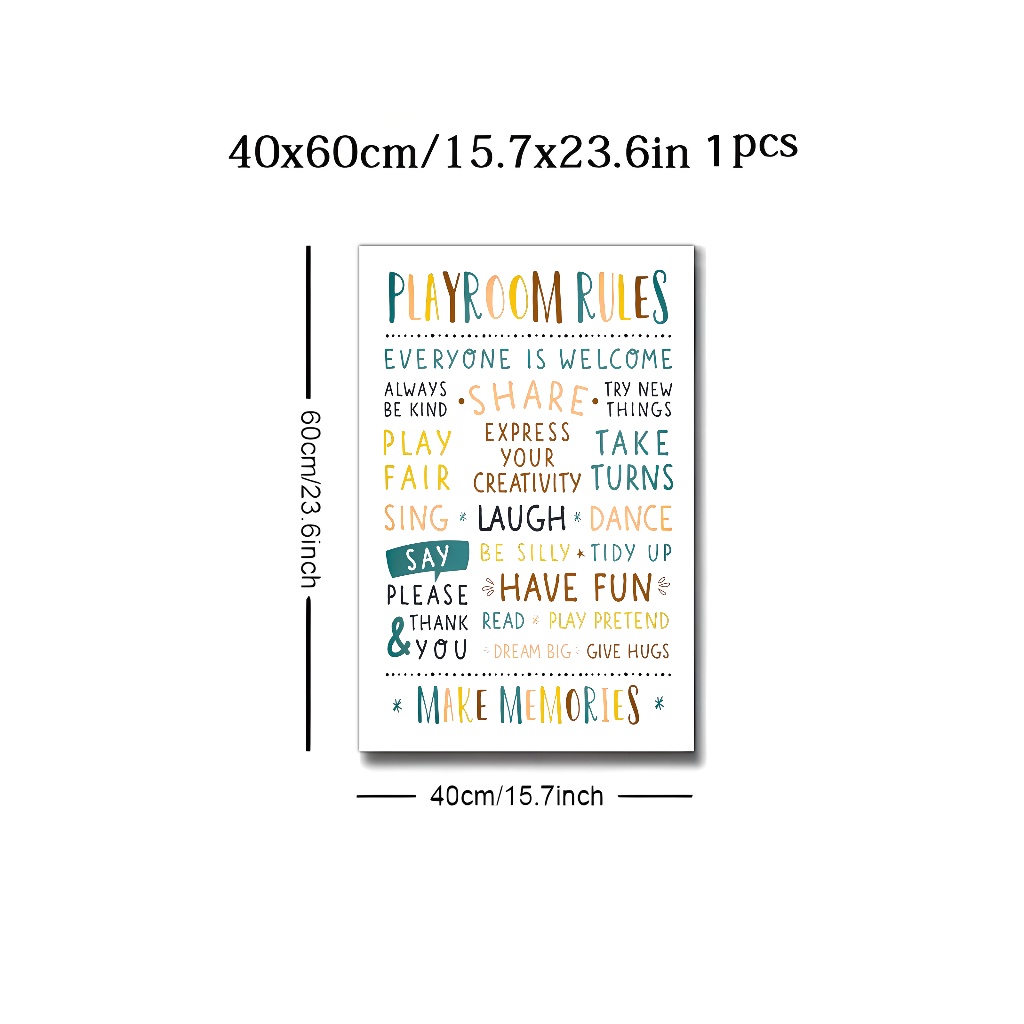 40x60cm/15.7x23.6in 1pcs
PLAYROOM RULES
EVERYONE IS WELCOME
ALWAYS
BE KIND
• SHARE •
TRY NEW
THINGS
PLAY
FAIR
EXPRESS
YOUR
CREATIVITY
TAKE
TURNS
SING * LAUGH * DANCE
SAY
PLEASE
& THANK
YOU
BE SILLY ★ TIDY UP
HAVE FUN
READ * PLAY PRETEND
DREAM BIG GIVE HUGS
* MAKE MEMORIES *
60cm/23.6inch
40cm/15.7inch